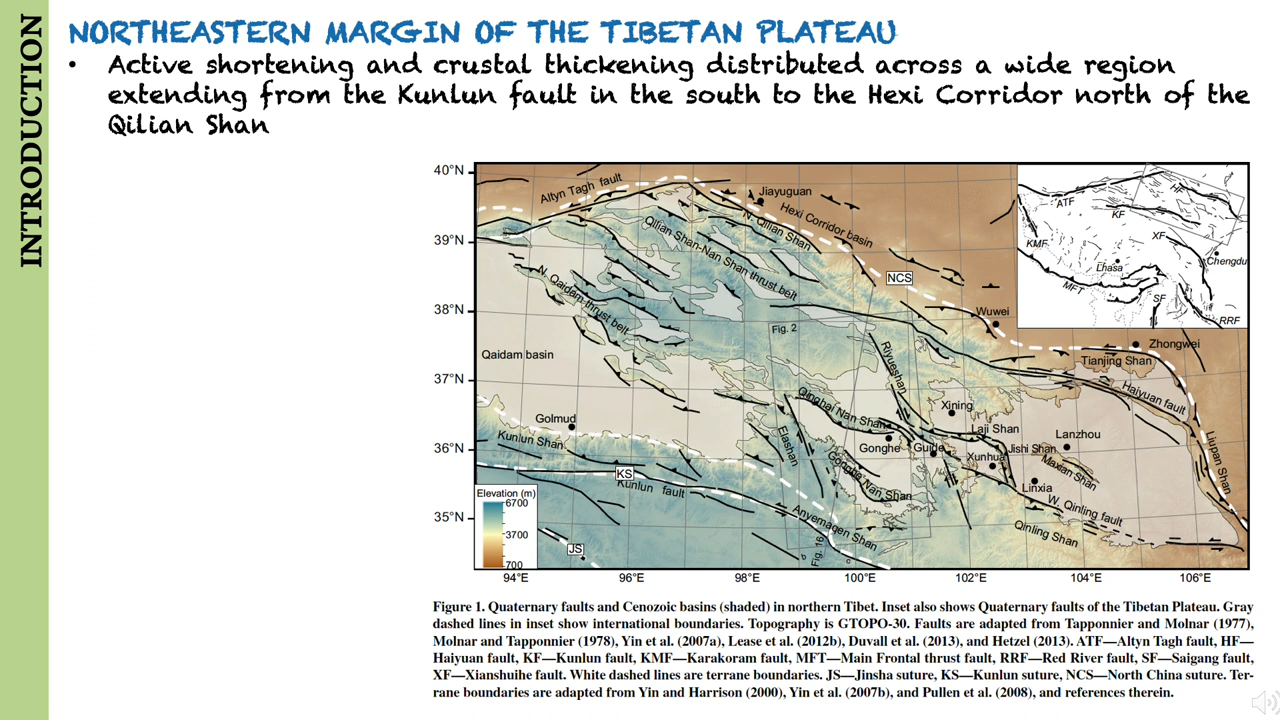 INTRODUCTION
NORTHEASTERN MARGIN OF THE TIBETAN PLATEAU
• Active shortening and crustal thickening distributed across a wide region
extending from the Kunlun fault in the south to the Hexi Corridor north of the
Qilian Shan
40°N
39°N
38°N
37°N
36°N
35°N
94°E
96°E
98°E
100°E
102°E
104°E
106°E
Altyn Tagh fault
Jiayuguan
Hexi Corridor basin
N. Qilian Shan
Qilian Shan-Nan Shan thrust belt
NCS
N. Qaidam thrust belt
Wuwei
Fig. 2
Zhongwei
Tianjing Shan
Qaidam basin
Riyueshan
Haiyuan fault
Qinghai Nan Shan
Xining
Golmud
Laji Shan
Lanzhou
Kunlun Shan
Elashan
Gonghe
Guide
Jishi Shan
Xunhua
Maxian Shan
Liupan Shan
Gonghe Nan Shan
KS
Kunlun fault
Linxia
W. Qinling fault
Anyemaqen Shan
Qinling Shan
JS
Fig. 16
Elevation (m)
6700
3700
700
ATF
HF
KF
XF
KMF
Lhasa
Chengdu
MFT
SF
RRF
Figure 1. Quaternary faults and Cenozoic basins (shaded) in northern Tibet. Inset also shows Quaternary faults of the Tibetan Plateau. Gray
dashed lines in inset show international boundaries. Topography is GTOPO-30. Faults are adapted from Tapponnier and Molnar (1977),
Molnar and Tapponnier (1978), Yin et al. (2007a), Lease et al. (2012b), Duvall et al. (2013), and Hetzel (2013). ATF—Altyn Tagh fault, HF—
Haiyuan fault, KF—Kunlun fault, KMF—Karakoram fault, MFT—Main Frontal thrust fault, RRF—Red River fault, SF—Saigang fault,
XF—Xianshuihe fault. White dashed lines are terrane boundaries. JS—Jinsha suture, KS—Kunlun suture, NCS—North China suture. Ter-
rane boundaries are adapted from Yin and Harrison (2000), Yin et al. (2007b), and Pullen et al. (2008), and references therein.